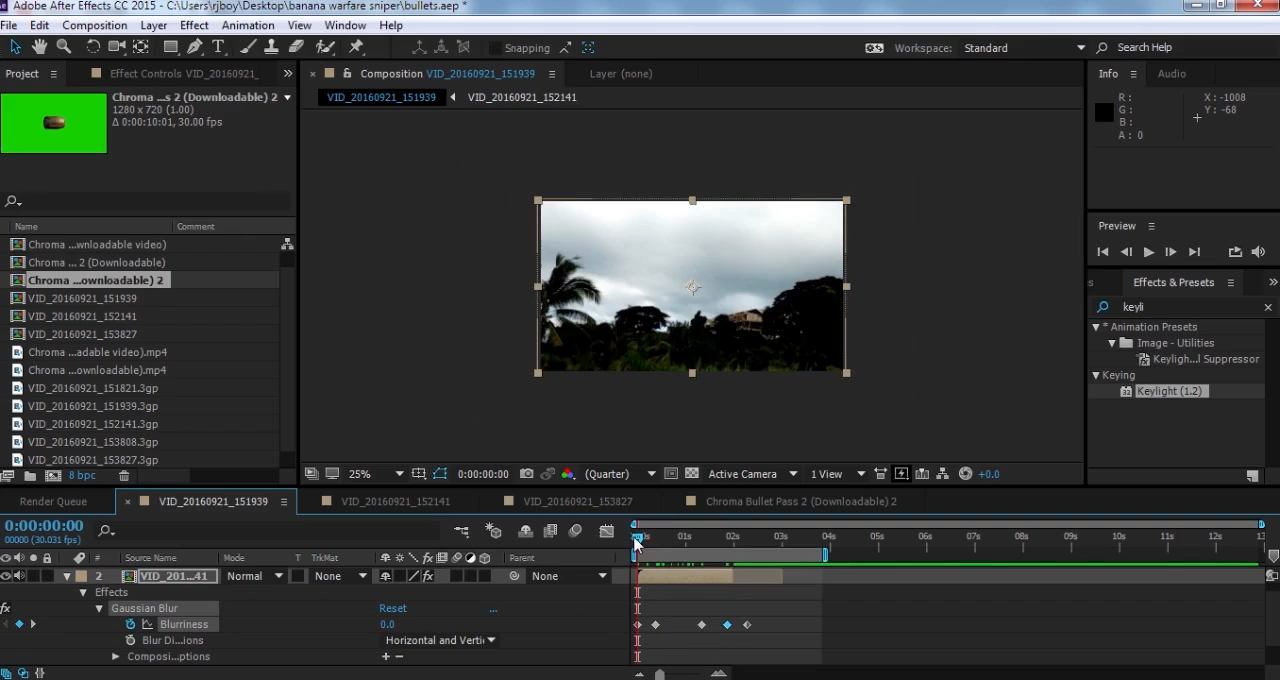 Adobe After Effects CC 2015 - C:\Users\rjboy\Desktop\banana warfare sniper\bullets.aep *
File Edit Composition Layer Effect Animation View Window Help
Snapping
Workspace: Standard
Search Help
Project
Effect Controls VID_20160921_
Composition VID_20160921_151939
Layer (none)
Info
Audio
VID_20160921_151939
VID_20160921_152141
Chroma ...s 2 (Downloadable) 2
1280 x 720 (1.00)
Δ 0:00:10:01, 30.00 fps
R :
G :
B :
A : 0
X : -1008
Y : -68
Name
Comment
Chroma ...wnloadable video)
Chroma ... 2 (Downloadable)
Chroma ...ownloadable) 2
VID_20160921_151939
VID_20160921_152141
VID_20160921_153827
Chroma ...adable video).mp4
Chroma ...ownloadable).mp4
VID_20160921_151821.3gp
VID_20160921_151939.3gp
VID_20160921_152141.3gp
VID_20160921_153808.3gp
VID_20160921_153827.3gp
8 bpc
Preview
Effects & Presets
keyli
* Animation Presets
Image - Utilities
Keyligh...l Suppressor
Keying
Keylight (1.2)
25%
0:00:00:00
(Quarter)
Active Camera
1 View
+0.0
Render Queue
VID_20160921_151939
VID_20160921_152141
VID_20160921_153827
Chroma Bullet Pass 2 (Downloadable) 2
0:00:00:00
00000 (30.031 fps)
01s 02s 03s 04s 05s 06s 07s 08s 09s 10s 11s 12s 13
# Source Name Mode T TrkMat Parent
2 VID_201...41 Normal None None
Effects
fx Gaussian Blur Reset ...
Blurriness 0.0
Blur Di...ions Horizontal and Vertic
Composi...ptions + −